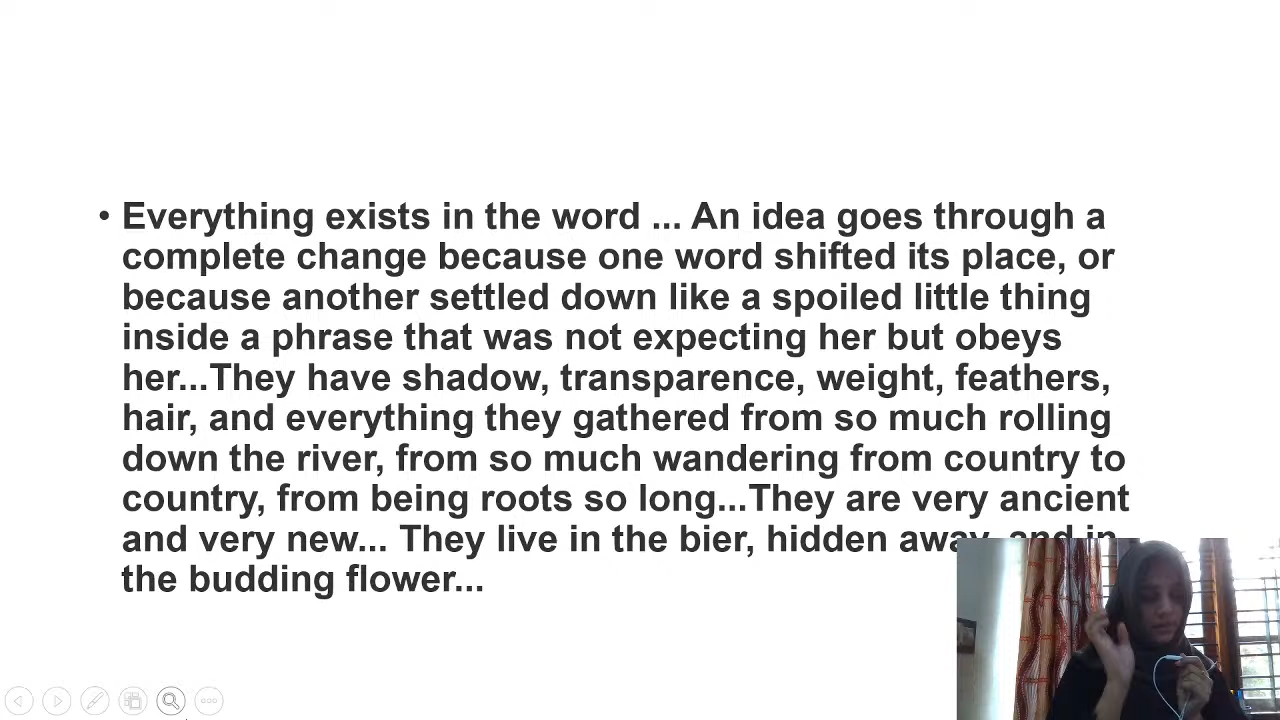 • Everything exists in the word ... An idea goes through a
complete change because one word shifted its place, or
because another settled down like a spoiled little thing
inside a phrase that was not expecting her but obeys
her...They have shadow, transparence, weight, feathers,
hair, and everything they gathered from so much rolling
down the river, from so much wandering from country to
country, from being roots so long...They are very ancient
and very new... They live in the bier, hidden away, and in
the budding flower...